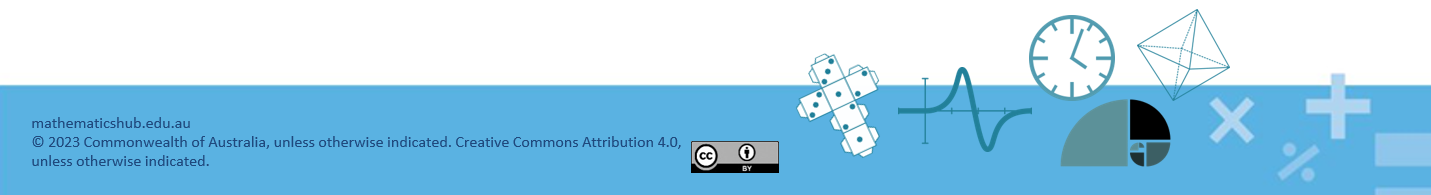 mathematicshub.edu.au
© 2023 Commonwealth of Australia, unless otherwise indicated. Creative Commons Attribution 4.0,
unless otherwise indicated.
cc
BY